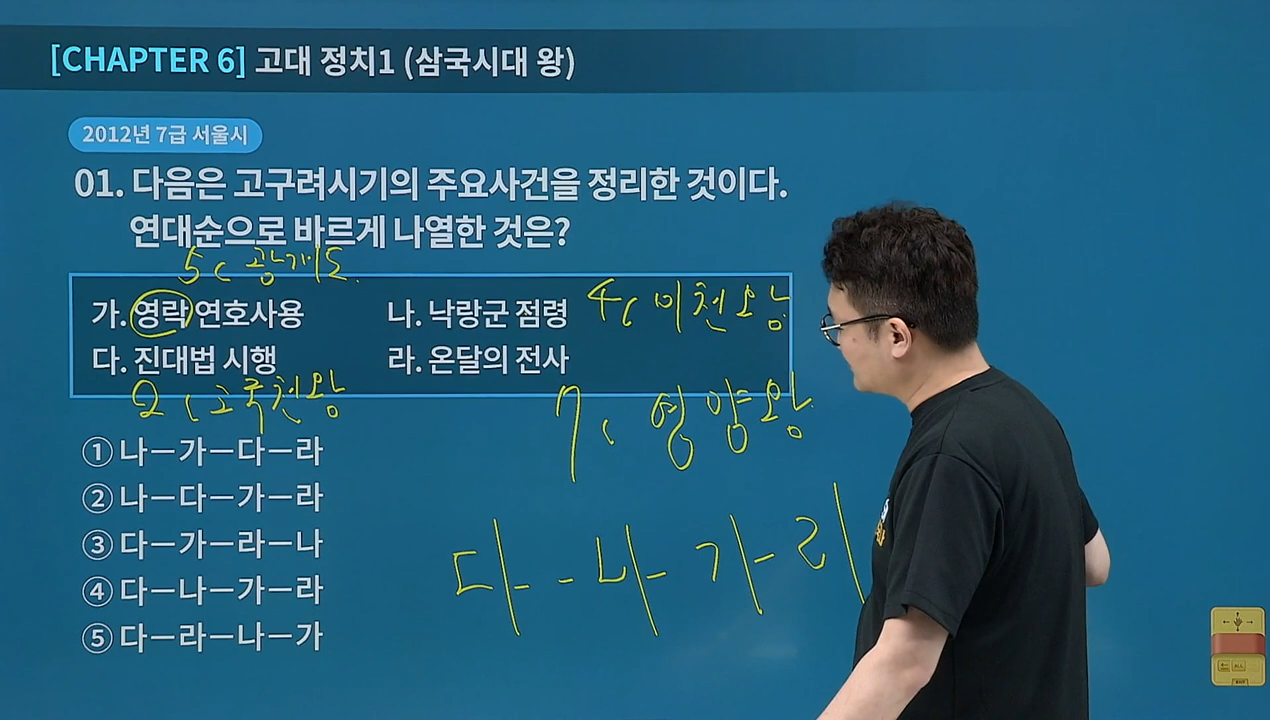 [CHAPTER 6] 고대 정치1 (삼국시대 왕)
2012년 7급 서울시
01. 다음은 고구려시기의 주요사건을 정리한 것이다.
연대순으로 바르게 나열한 것은?
5C 광개토
가. 영락 연호사용
나. 낙랑군 점령
4C 미천왕
다. 진대법 시행
라. 온달의 전사
2C 고국천왕
7C 영양왕
① 나-가-다-라
② 나-다-가-라
③ 다-가-라-나
④ 다-나-가-라
⑤ 다-라-나-가
다-나-가-라